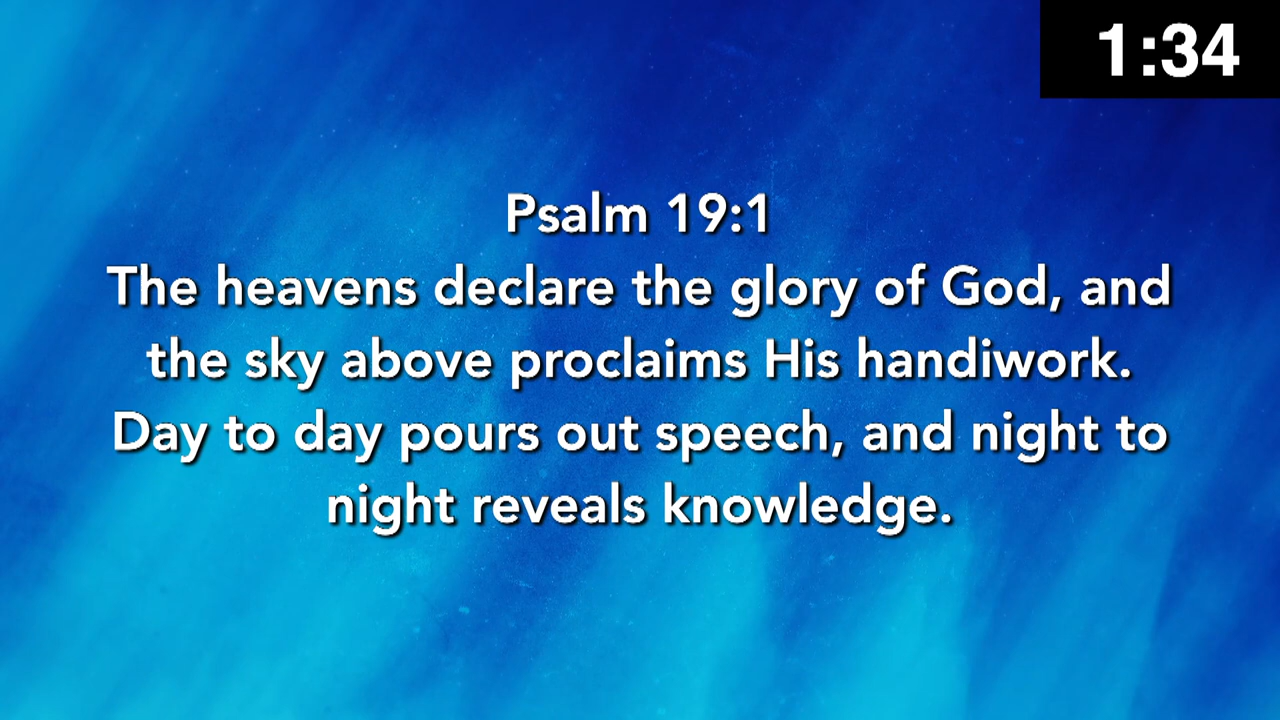 1:34
Psalm 19:1
The heavens declare the glory of God, and
the sky above proclaims His handiwork.
Day to day pours out speech, and night to
night reveals knowledge.